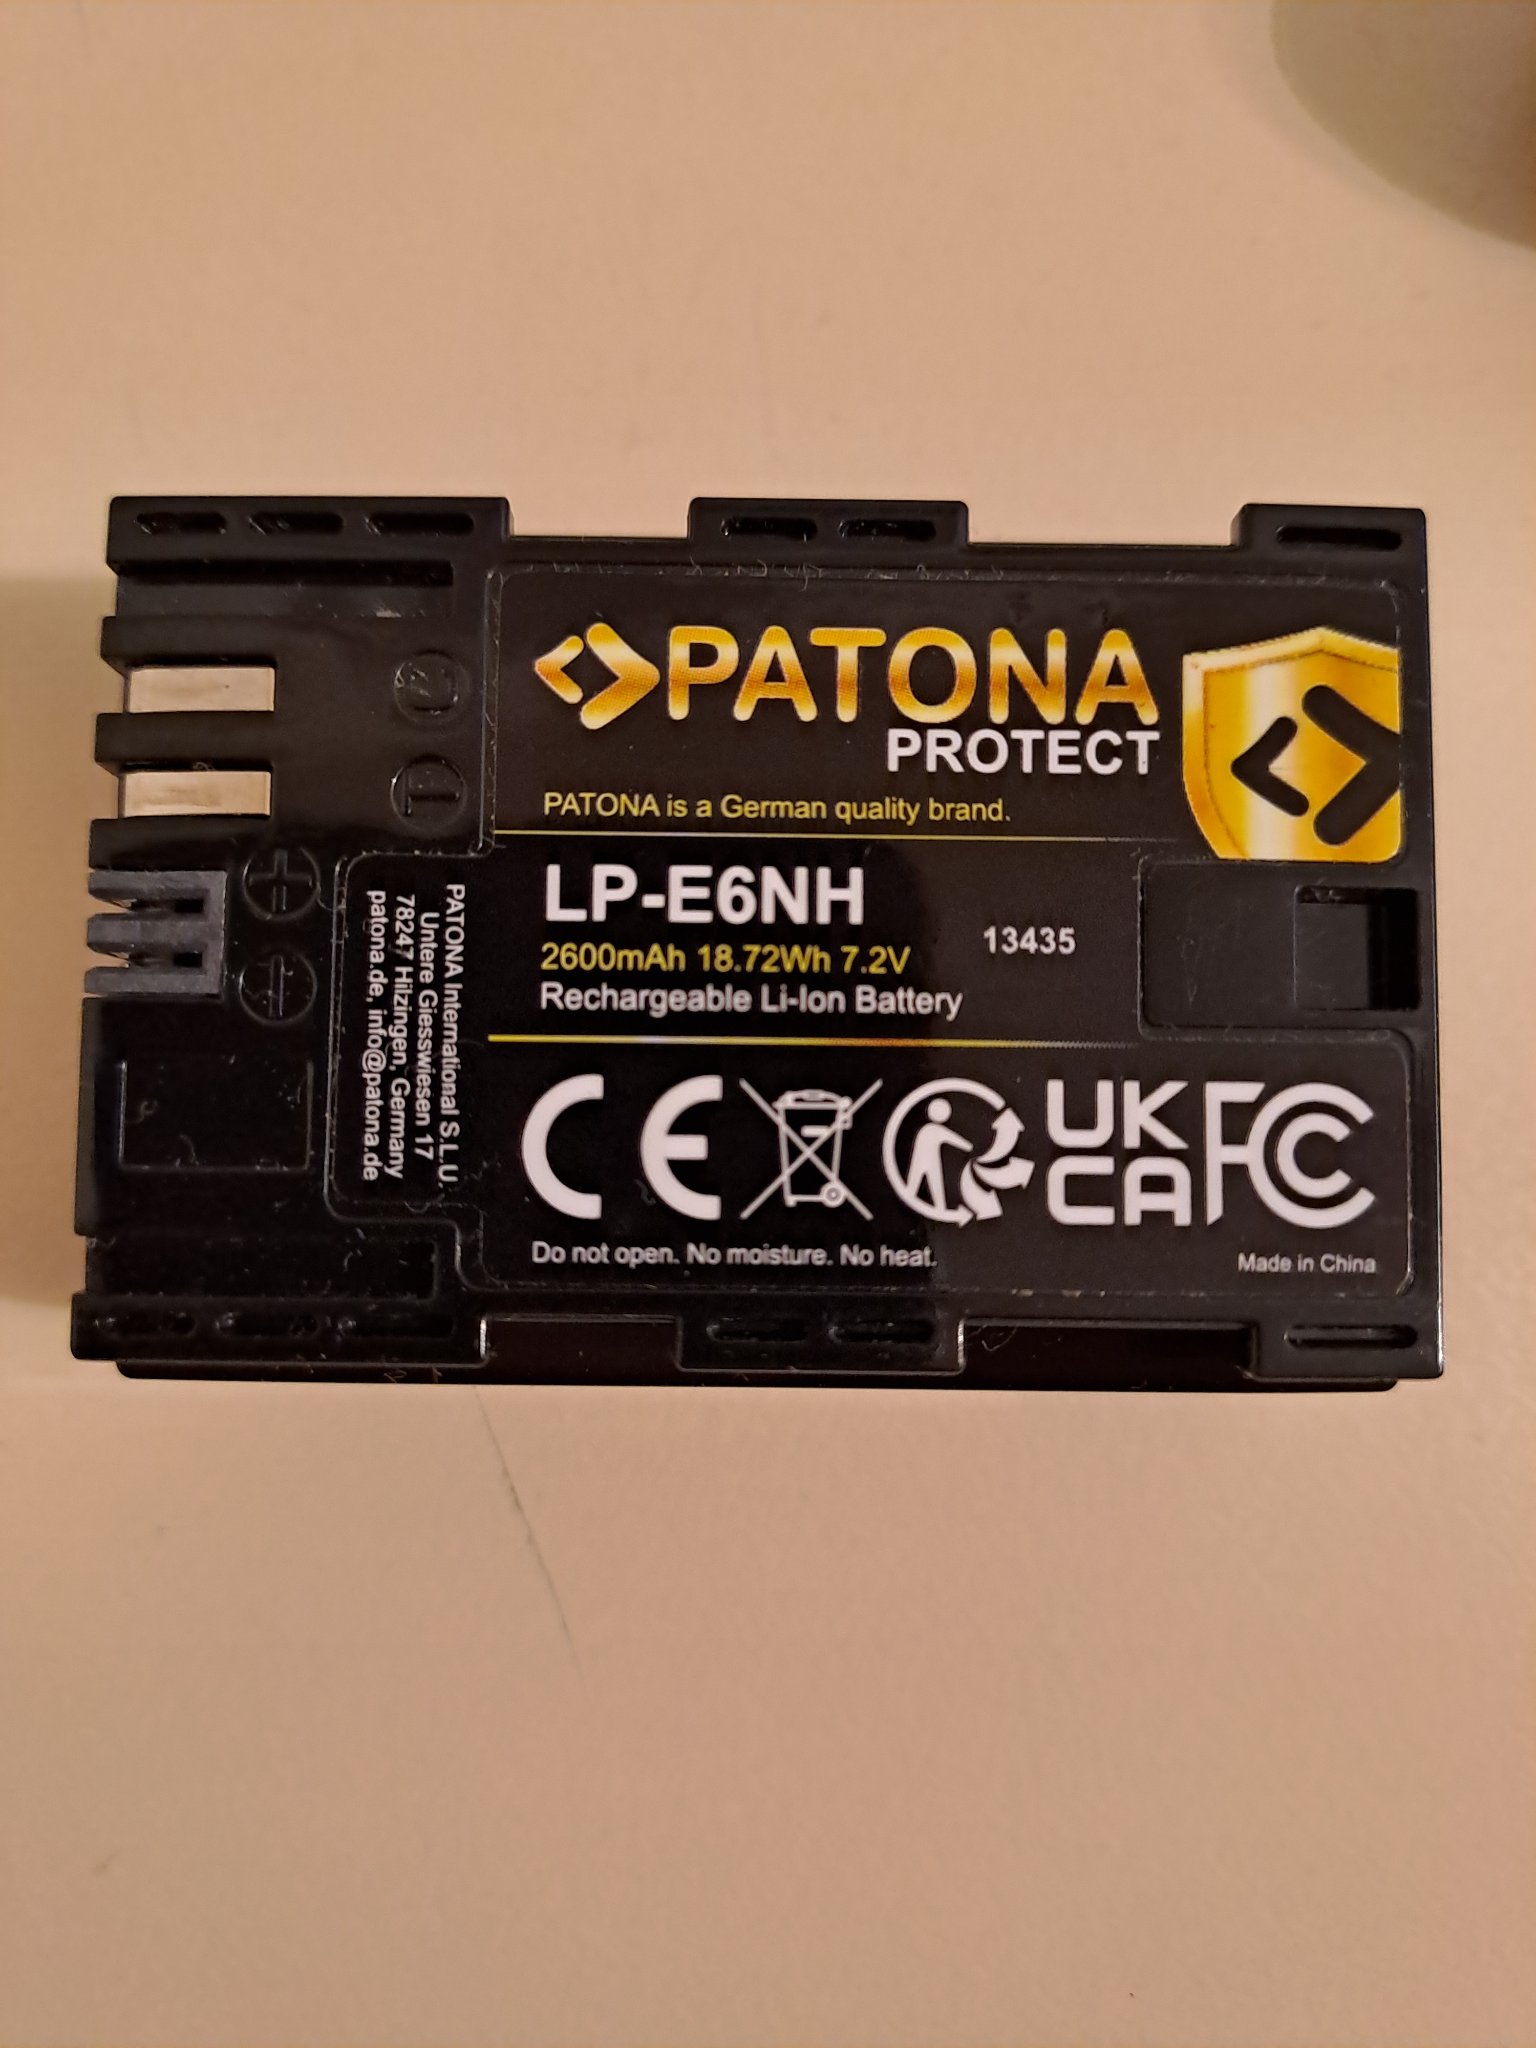 PATONA
PROTECT
PATONA is a German quality brand.
LP-E6NH
13435
2600mAh 18.72Wh 7.2V
Rechargeable Li-Ion Battery
PATONA International S.L.U.
Untere Giesswiesen 17
78247 Hilzingen, Germany
patona.de, info@patona.de
CE
UK
CA
FC
Do not open. No moisture. No heat.
Made in China
D
T
+
−